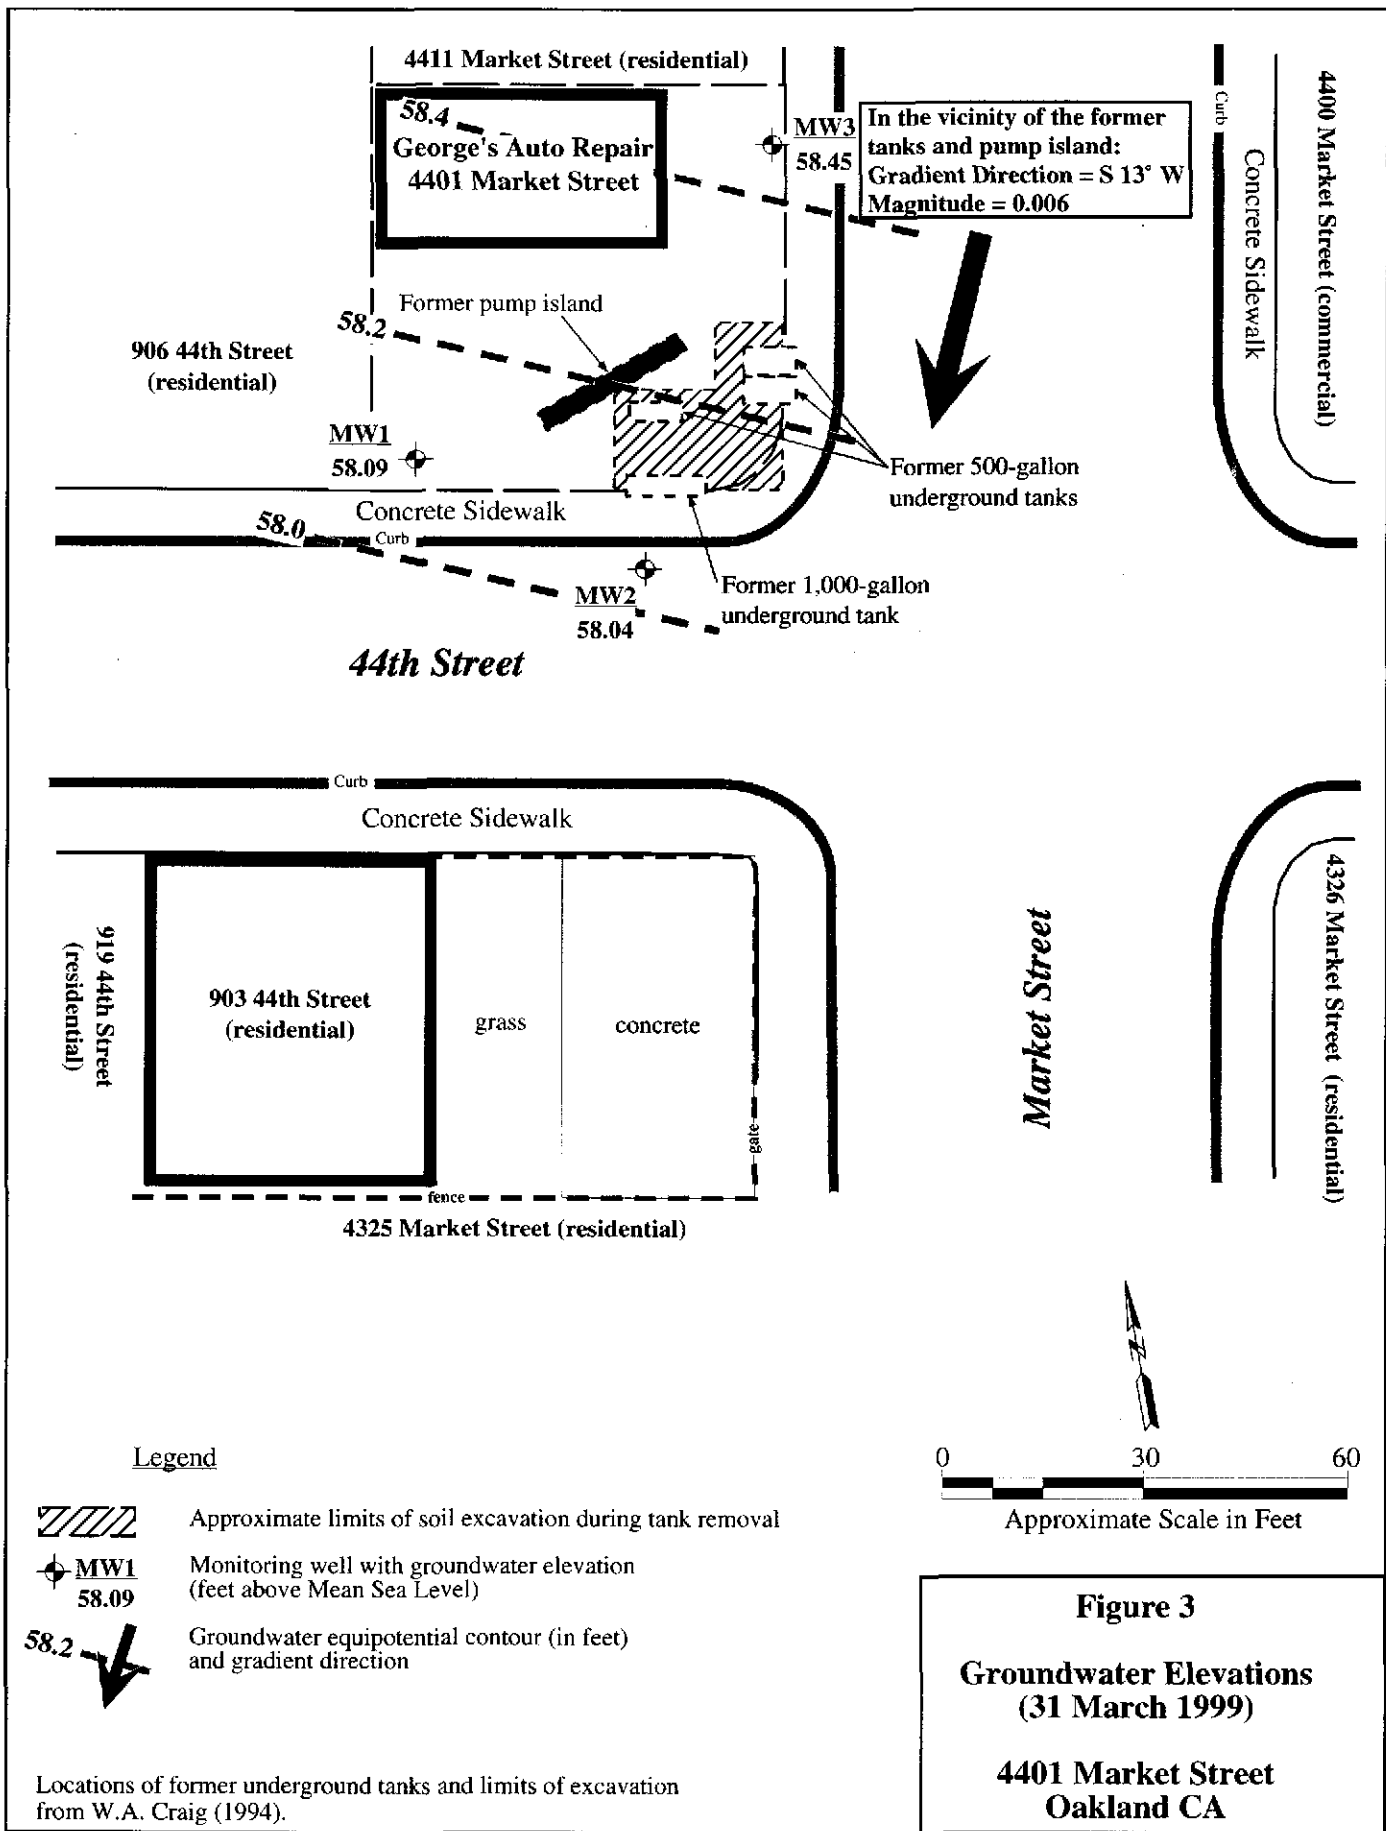 4411 Market Street (residential)
58.4
George's Auto Repair
4401 Market Street
MW3
58.45
In the vicinity of the former
tanks and pump island:
Gradient Direction = S 13° W
Magnitude = 0.006
Curb
Concrete Sidewalk
4400 Market Street (commercial)
Former pump island
58.2
906 44th Street
(residential)
MW1
58.09
Former 500-gallon
underground tanks
Concrete Sidewalk
58.0
Curb
MW2
58.04
Former 1,000-gallon
underground tank
44th Street
Curb
Concrete Sidewalk
919 44th Street
(residential)
903 44th Street
(residential)
grass
concrete
gate
Market Street
4326 Market Street (residential)
fence
4325 Market Street (residential)
N
Legend
Approximate limits of soil excavation during tank removal
MW1
58.09
Monitoring well with groundwater elevation
(feet above Mean Sea Level)
58.2
Groundwater equipotential contour (in feet)
and gradient direction
0 30 60
Approximate Scale in Feet
Figure 3
Groundwater Elevations
(31 March 1999)
4401 Market Street
Oakland CA
Locations of former underground tanks and limits of excavation
from W.A. Craig (1994).